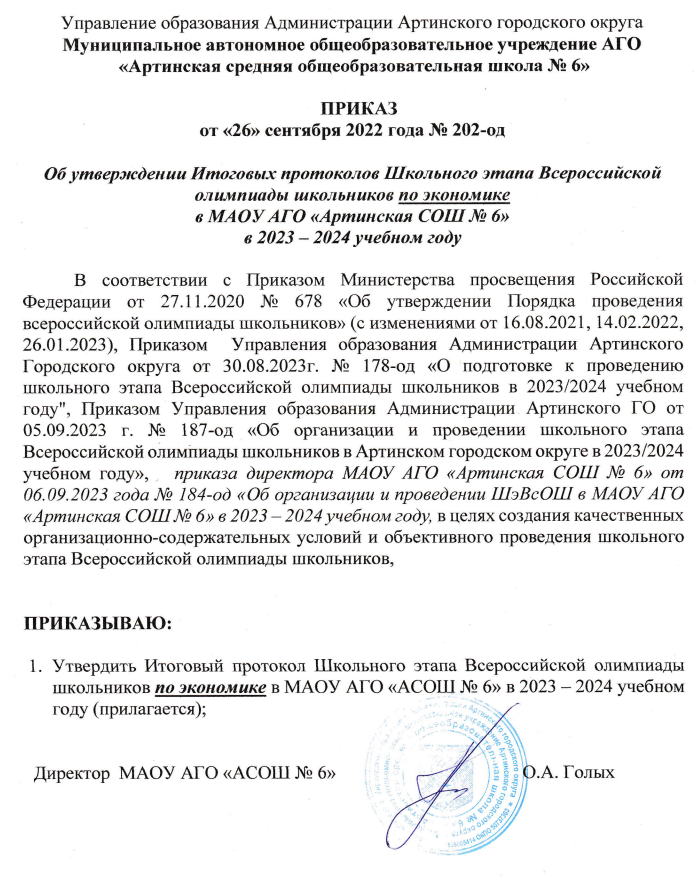 Управление образования Администрации Артинского городского округа
Муниципальное автономное общеобразовательное учреждение АГО
«Артинская средняя общеобразовательная школа № 6»
ПРИКАЗ
от «26» сентября 2022 года № 202-од
Об утверждении Итоговых протоколов Школьного этапа Всероссийской
олимпиады школьников по экономике
в МАОУ АГО «Артинская СОШ № 6»
в 2023 – 2024 учебном году
В соответствии с Приказом Министерства просвещения Российской
Федерации от 27.11.2020 № 678 «Об утверждении Порядка проведения
всероссийской олимпиады школьников» (с изменениями от 16.08.2021, 14.02.2022,
26.01.2023), Приказом Управления образования Администрации Артинского
Городского округа от 30.08.2023г. № 178-од «О подготовке к проведению
школьного этапа Всероссийской олимпиады школьников в 2023/2024 учебном
году", Приказом Управления образования Администрации Артинского ГО от
05.09.2023 г. № 187-од «Об организации и проведении школьного этапа
Всероссийской олимпиады школьников в Артинском городском округе в 2023/2024
учебном году», приказа директора МАОУ АГО «Артинская СОШ № 6» от
06.09.2023 года № 184-од «Об организации и проведении ШэВсОШ в МАОУ АГО
«Артинская СОШ № 6» в 2023 – 2024 учебном году, в целях создания качественных
организационно-содержательных условий и объективного проведения школьного
этапа Всероссийской олимпиады школьников,
ПРИКАЗЫВАЮ:
1. Утвердить Итоговый протокол Школьного этапа Всероссийской олимпиады
школьников по экономике в МАОУ АГО «АСОШ № 6» в 2023 – 2024 учебном
году (прилагается);
Директор МАОУ АГО «АСОШ № 6» О.А. Голых